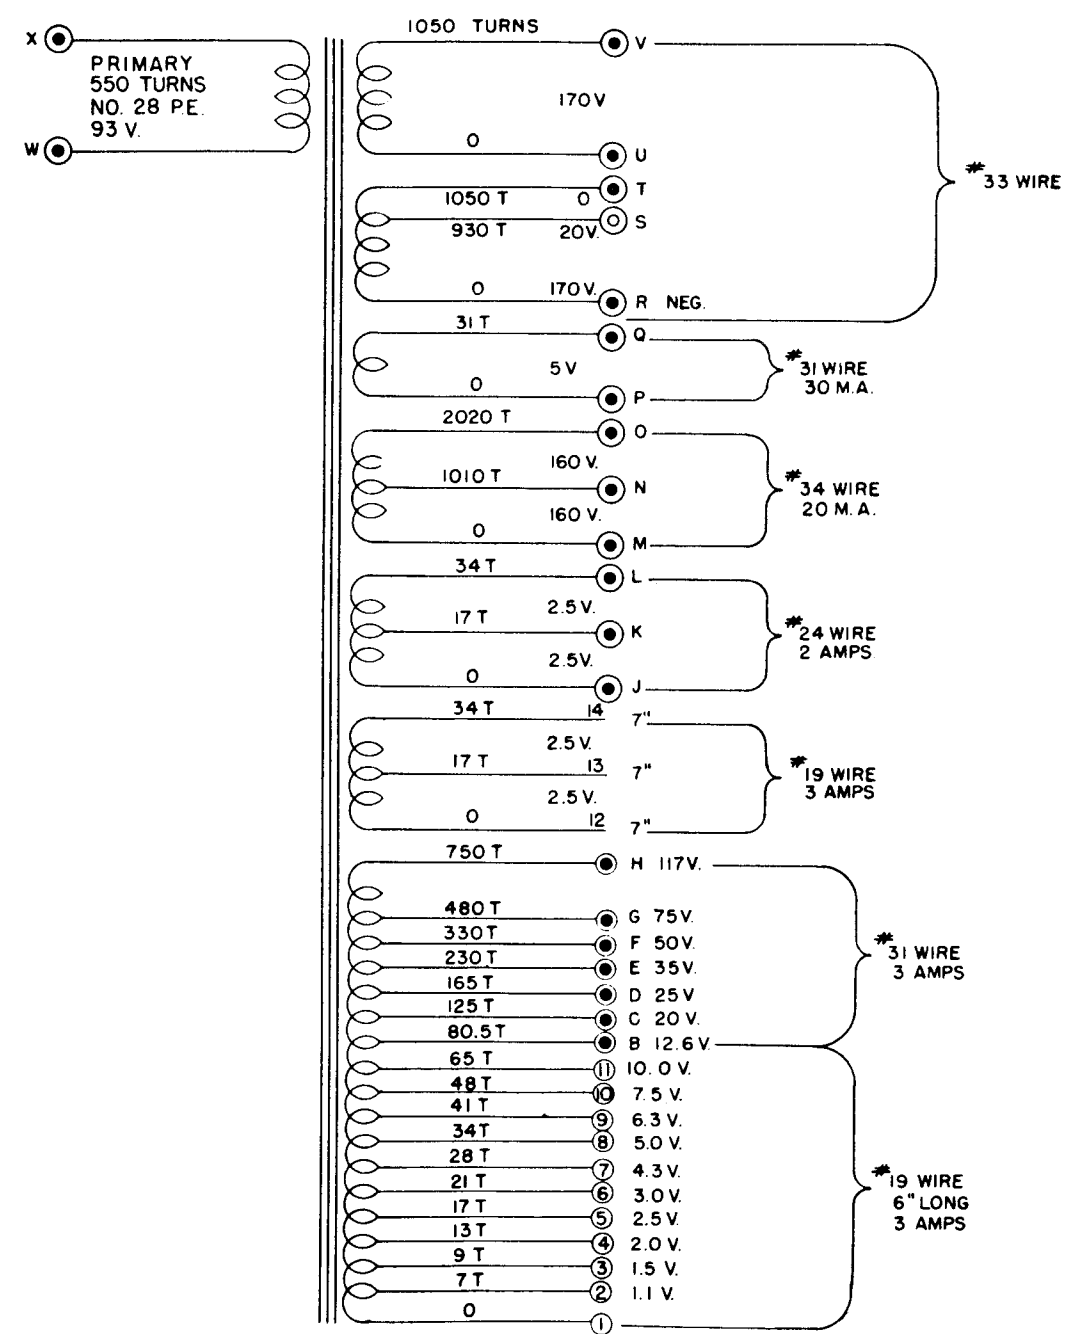 X
PRIMARY
550 TURNS
NO. 28 P.E.
93 V.
W
1050 TURNS
V
170V
0
U
#33 WIRE
T
1050 T
0
S
930 T
20V.
0
170V.
R NEG.
31 T
Q
5 V
0
P
#31 WIRE
30 M.A.
2020 T
O
160 V.
1010 T
N
160 V.
0
M
#34 WIRE
20 M.A.
34 T
L
2.5 V.
17 T
K
2.5V.
0
J
#24 WIRE
2 AMPS
34 T
14
7"
2.5 V.
17 T
13
7"
2.5 V.
0
12
7"
#19 WIRE
3 AMPS
750 T
H 117V.
480 T
G 75V.
330 T
F 50V.
230 T
E 35V.
165 T
D 25V
125 T
C 20 V.
80.5 T
B 12.6 V.
#31 WIRE
3 AMPS
65 T
11 10.0 V.
48 T
10 7.5 V.
41 T
9 6.3 V.
34 T
8 5.0 V.
28 T
7 4.3 V.
21 T
6 3.0 V.
17 T
5 2.5 V.
13 T
4 2.0 V.
9 T
3 1.5 V.
7 T
2 1.1 V.
0
1
#19 WIRE
6" LONG
3 AMPS